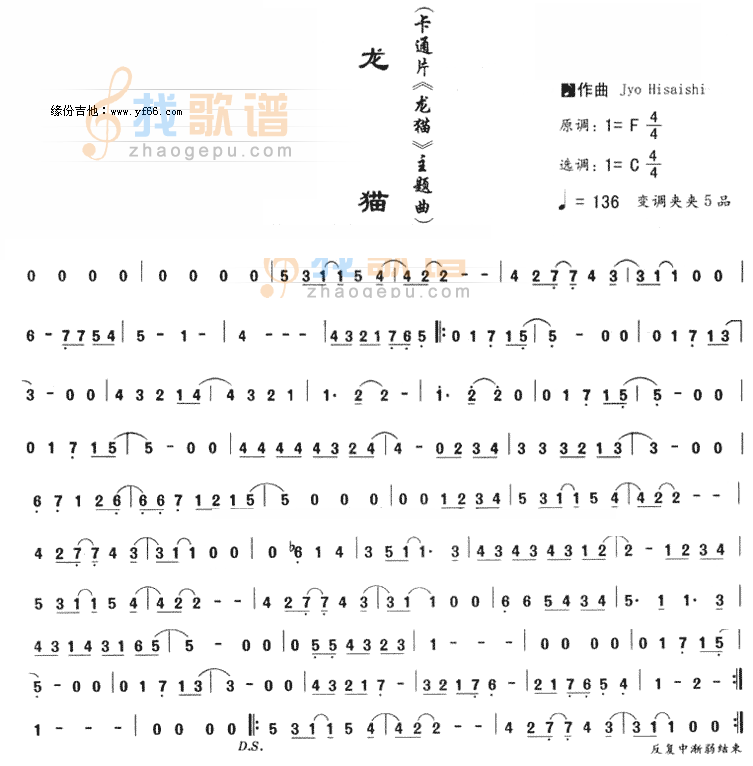 龙猫
(卡通片《龙猫》主题曲)
缘份吉他：www.yf66.com
找歌谱
zhaogepu.com
作曲 Jyo Hisaishi
原调: 1= F 4/4
选调: 1= C 4/4
♩ = 136 变调夹夹5品
找歌谱
zhaogepu.com
0 0 0 0 | 0 0 0 0 | 5 3 1 1 5 4 | 4 2 2 - - | 4 2 7 7 4 3 | 3 1 1 0 0 |
6 - 7 7 5 4 | 5 - 1 - | 4 - - - | 4 3 2 1 7 6 5 ‖: 0 1 7 1 5 | 5 - 0 0 | 0 1 7 1 3 |
3 - 0 0 | 4 3 2 1 4 | 4 3 2 1 | 1· 2 2 - | 1· 2 2 0 | 0 1 7 1 5 | 5 - 0 0 |
0 1 7 1 5 | 5 - 0 0 | 4 4 4 4 3 2 4 | 4 - 0 2 3 4 | 3 3 3 2 1 3 | 3 - 0 0 |
6 7 1 2 6 | 6 6 7 1 2 1 5 | 5 0 0 0 | 0 0 1 2 3 4 | 5 3 1 1 5 4 | 4 2 2 - - |
4 2 7 7 4 3 | 3 1 1 0 0 | 0 ♭6 1 4 | 3 5 1 1· 3 | 4 3 4 3 4 3 1 2 | 2 - 1 2 3 4 |
5 3 1 1 5 4 | 4 2 2 - - | 4 2 7 7 4 3 | 3 1 1 0 0 | 6 6 5 4 3 4 | 5· 1 1· 3 |
4 3 1 4 3 1 6 5 | 5 - 0 0 | 0 5 5 4 3 2 3 | 1 - - - | 0 0 0 0 | 0 1 7 1 5 |
5 - 0 0 | 0 1 7 1 3 | 3 - 0 0 | 4 3 2 1 7 - | 3 2 1 7 6 - | 2 1 7 6 5 4 | 1 - 2 - :‖
1 - - - | 0 0 0 0 ‖: 5 3 1 1 5 4 | 4 2 2 - - | 4 2 7 7 4 3 | 3 1 1 0 0 :‖
D.S. 反复中渐弱结束